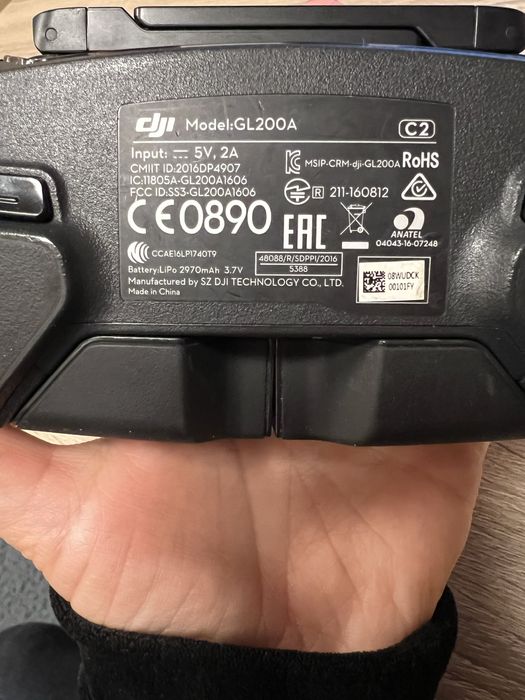 dji Model:GL200A C2
Input: 5V, 2A
CMIIT ID:2016DP4907
IC:11805A-GL200A1606
FCC ID:SS3-GL200A1606
MSIP-CRM-dji-GL200A RoHS
R 211-160812
CE0890
EAC
ANATEL
04043-16-07248
CCAE16LP1740T9
48088/R/SDPPI/2016
5388
Battery:LiPo 2970mAh 3.7V
Manufactured by SZ DJI TECHNOLOGY CO., LTD.
Made in China
08WUDCK
00101FY